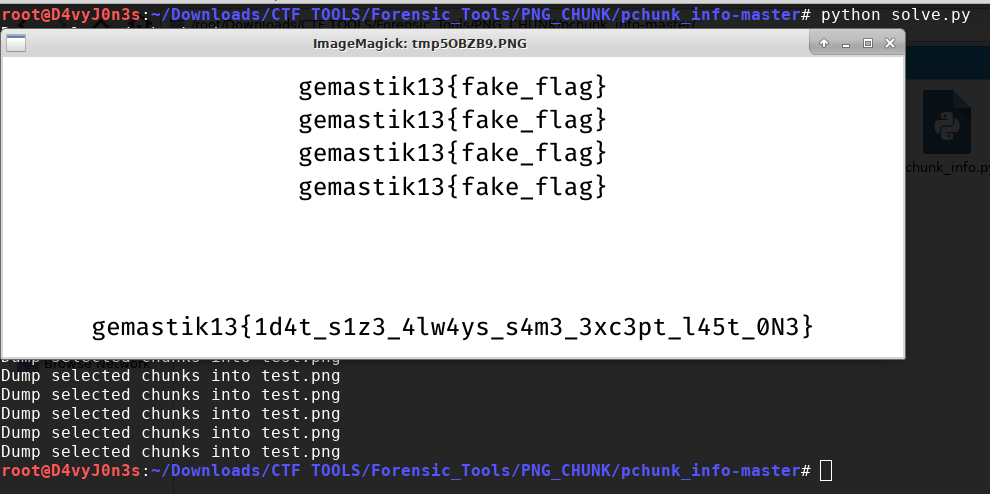 root@D4vyJ0n3s:~/Downloads/CTF TOOLS/Forensic_Tools/PNG_CHUNK/pchunk_info-master# python solve.py
ImageMagick: tmp5OBZB9.PNG
gemastik13{fake_flag}
gemastik13{fake_flag}
gemastik13{fake_flag}
gemastik13{fake_flag}
gemastik13{1d4t_s1z3_4lw4ys_s4m3_3xc3pt_l45t_0N3}
chunk_info.py
Browse Network
Dump selected chunks into test.png
Dump selected chunks into test.png
Dump selected chunks into test.png
Dump selected chunks into test.png
Dump selected chunks into test.png
Dump selected chunks into test.png
root@D4vyJ0n3s:~/Downloads/CTF TOOLS/Forensic_Tools/PNG_CHUNK/pchunk_info-master#